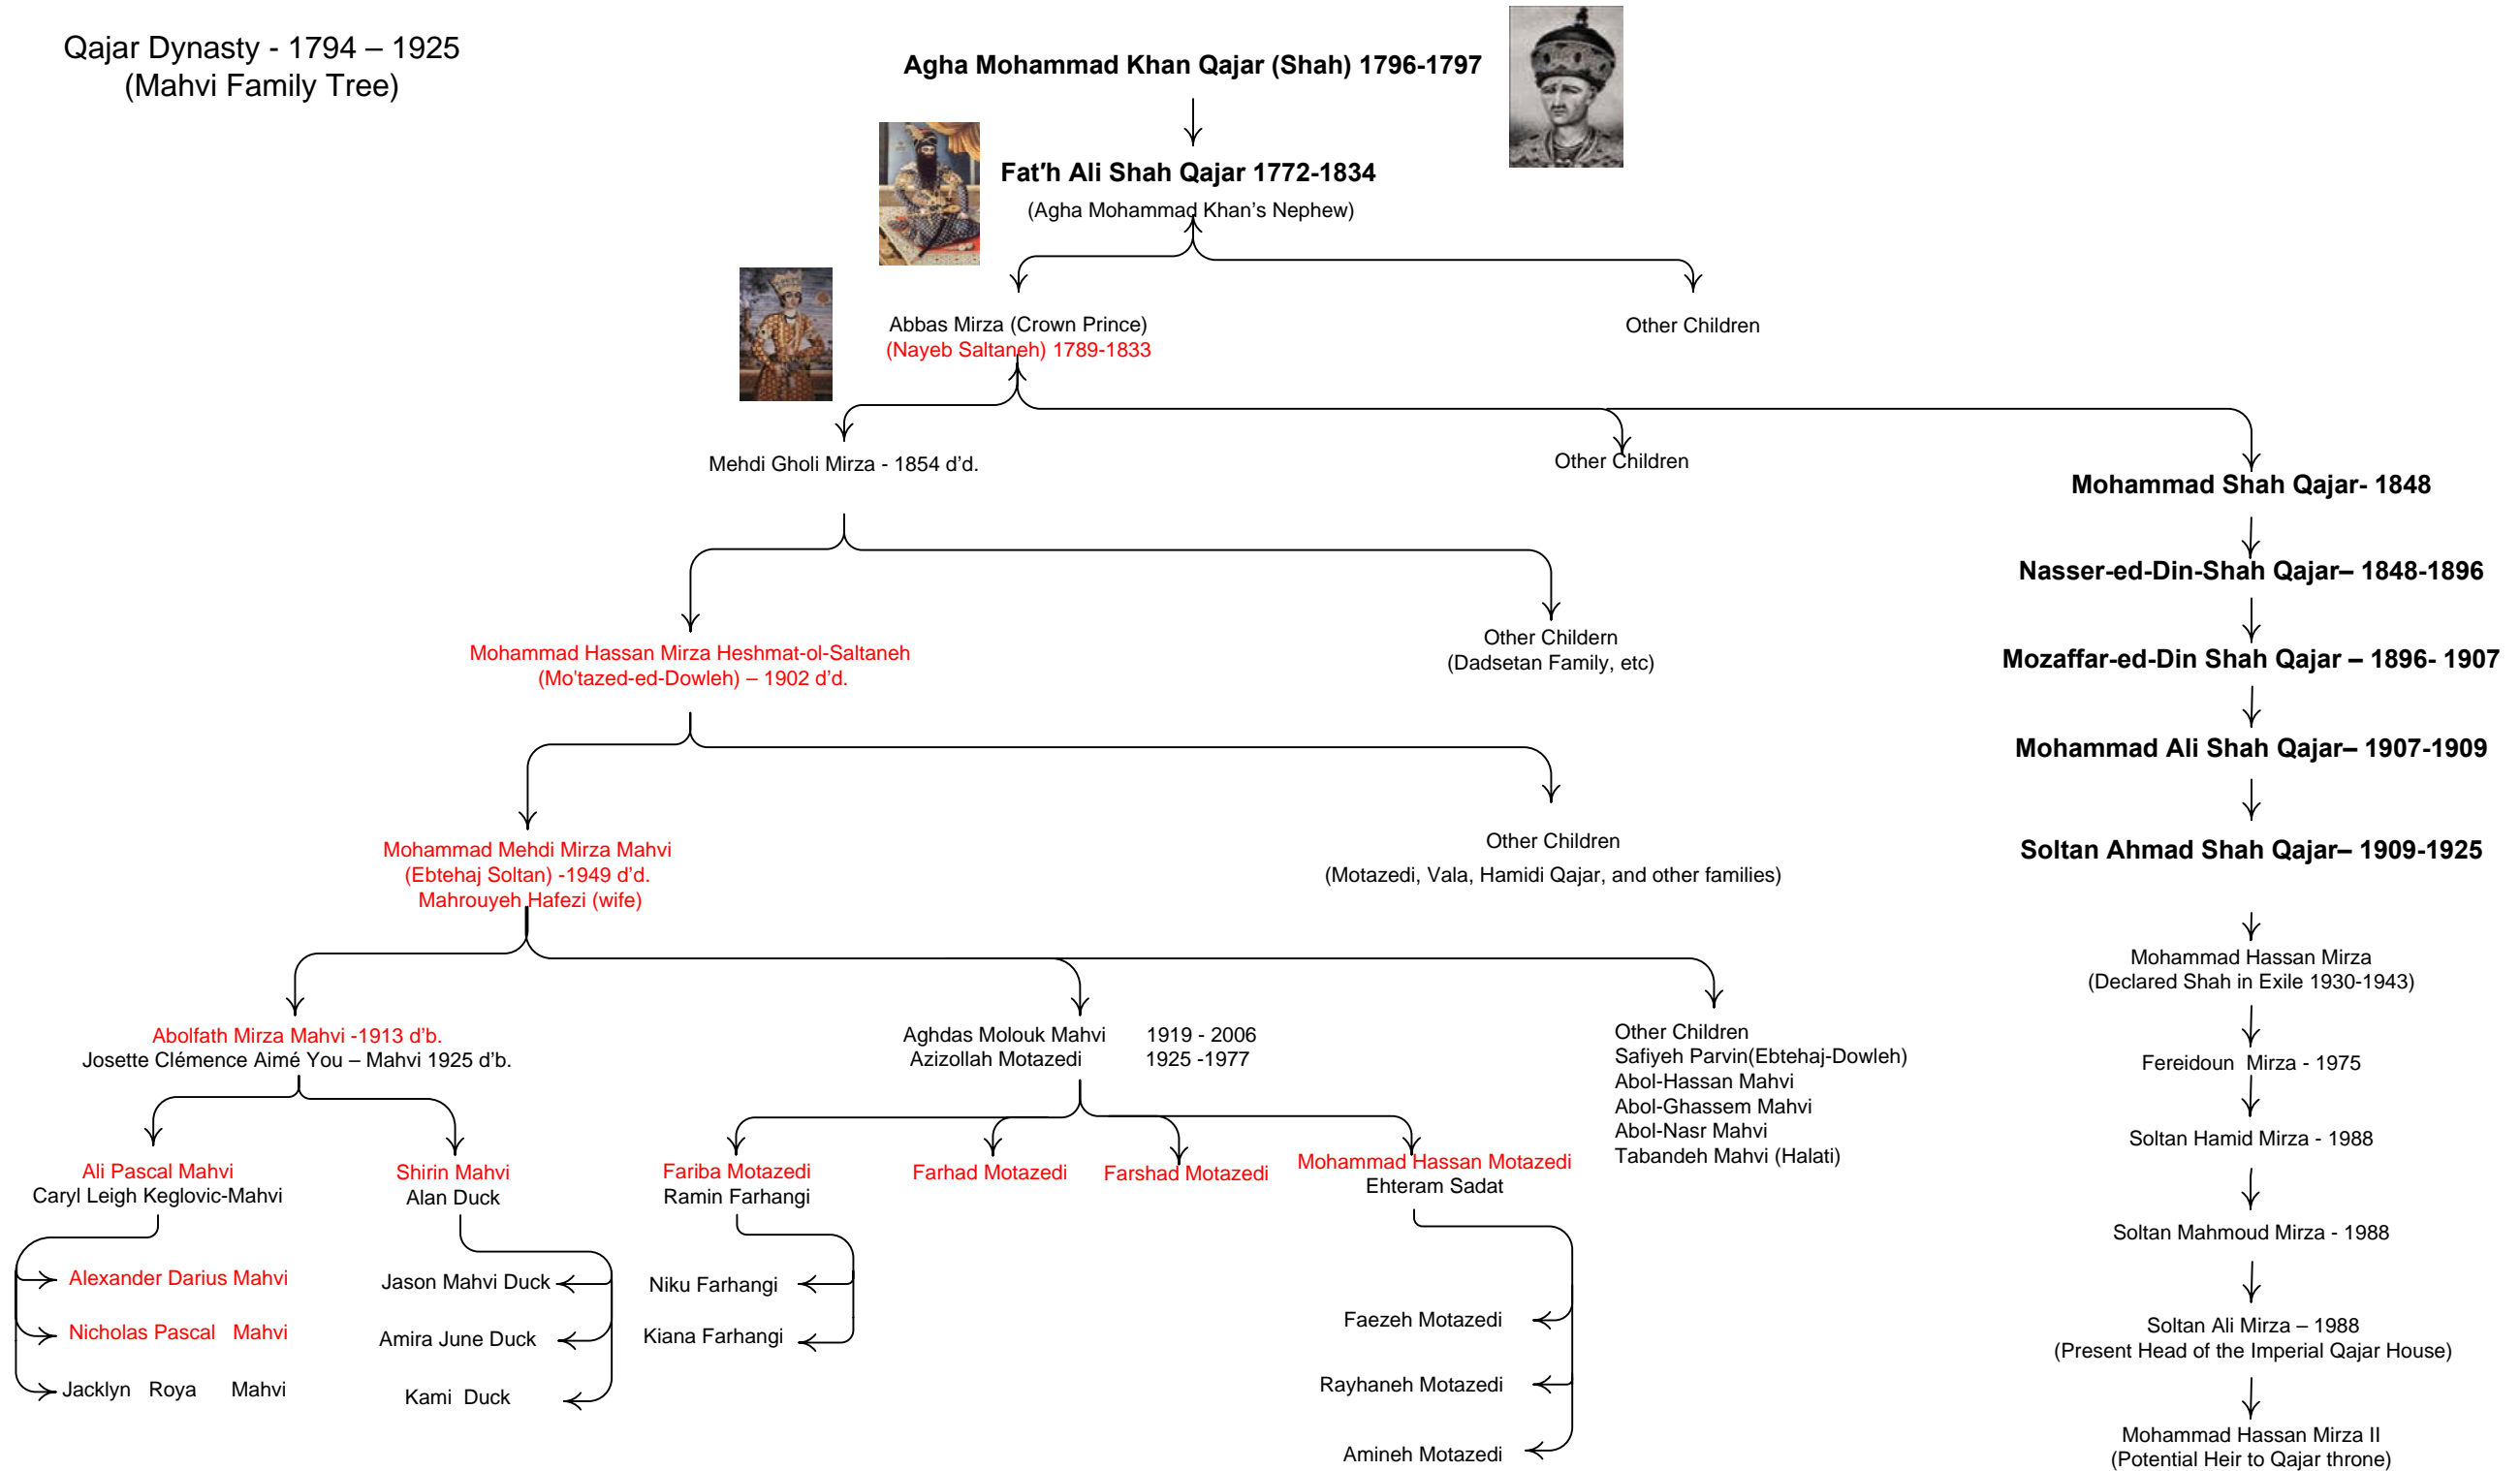 Qajar Dynasty - 1794 – 1925
(Mahvi Family Tree)
Agha Mohammad Khan Qajar (Shah) 1796-1797
Fat'h Ali Shah Qajar 1772-1834
(Agha Mohammad Khan's Nephew)
Abbas Mirza (Crown Prince)
(Nayeb Saltaneh) 1789-1833
Other Children
Mehdi Gholi Mirza - 1854 d'd.
Other Children
Mohammad Shah Qajar- 1848
Nasser-ed-Din-Shah Qajar– 1848-1896
Mozaffar-ed-Din Shah Qajar – 1896- 1907
Mohammad Ali Shah Qajar– 1907-1909
Soltan Ahmad Shah Qajar– 1909-1925
Mohammad Hassan Mirza
(Declared Shah in Exile 1930-1943)
Fereidoun Mirza - 1975
Soltan Hamid Mirza - 1988
Soltan Mahmoud Mirza - 1988
Soltan Ali Mirza – 1988
(Present Head of the Imperial Qajar House)
Mohammad Hassan Mirza II
(Potential Heir to Qajar throne)
Mohammad Hassan Mirza Heshmat-ol-Saltaneh
(Mo'tazed-ed-Dowleh) – 1902 d'd.
Other Childern
(Dadsetan Family, etc)
Mohammad Mehdi Mirza Mahvi
(Ebtehaj Soltan) -1949 d'd.
Mahrouyeh Hafezi (wife)
Other Children
(Motazedi, Vala, Hamidi Qajar, and other families)
Abolfath Mirza Mahvi -1913 d'b.
Josette Clémence Aimé You – Mahvi 1925 d'b.
Aghdas Molouk Mahvi 1919 - 2006
Azizollah Motazedi 1925 -1977
Other Children
Safiyeh Parvin(Ebtehaj-Dowleh)
Abol-Hassan Mahvi
Abol-Ghassem Mahvi
Abol-Nasr Mahvi
Tabandeh Mahvi (Halati)
Ali Pascal Mahvi
Caryl Leigh Keglovic-Mahvi
Shirin Mahvi
Alan Duck
Fariba Motazedi
Ramin Farhangi
Farhad Motazedi
Farshad Motazedi
Mohammad Hassan Motazedi
Ehteram Sadat
Alexander Darius Mahvi
Nicholas Pascal Mahvi
Jacklyn Roya Mahvi
Jason Mahvi Duck
Amira June Duck
Kami Duck
Niku Farhangi
Kiana Farhangi
Faezeh Motazedi
Rayhaneh Motazedi
Amineh Motazedi